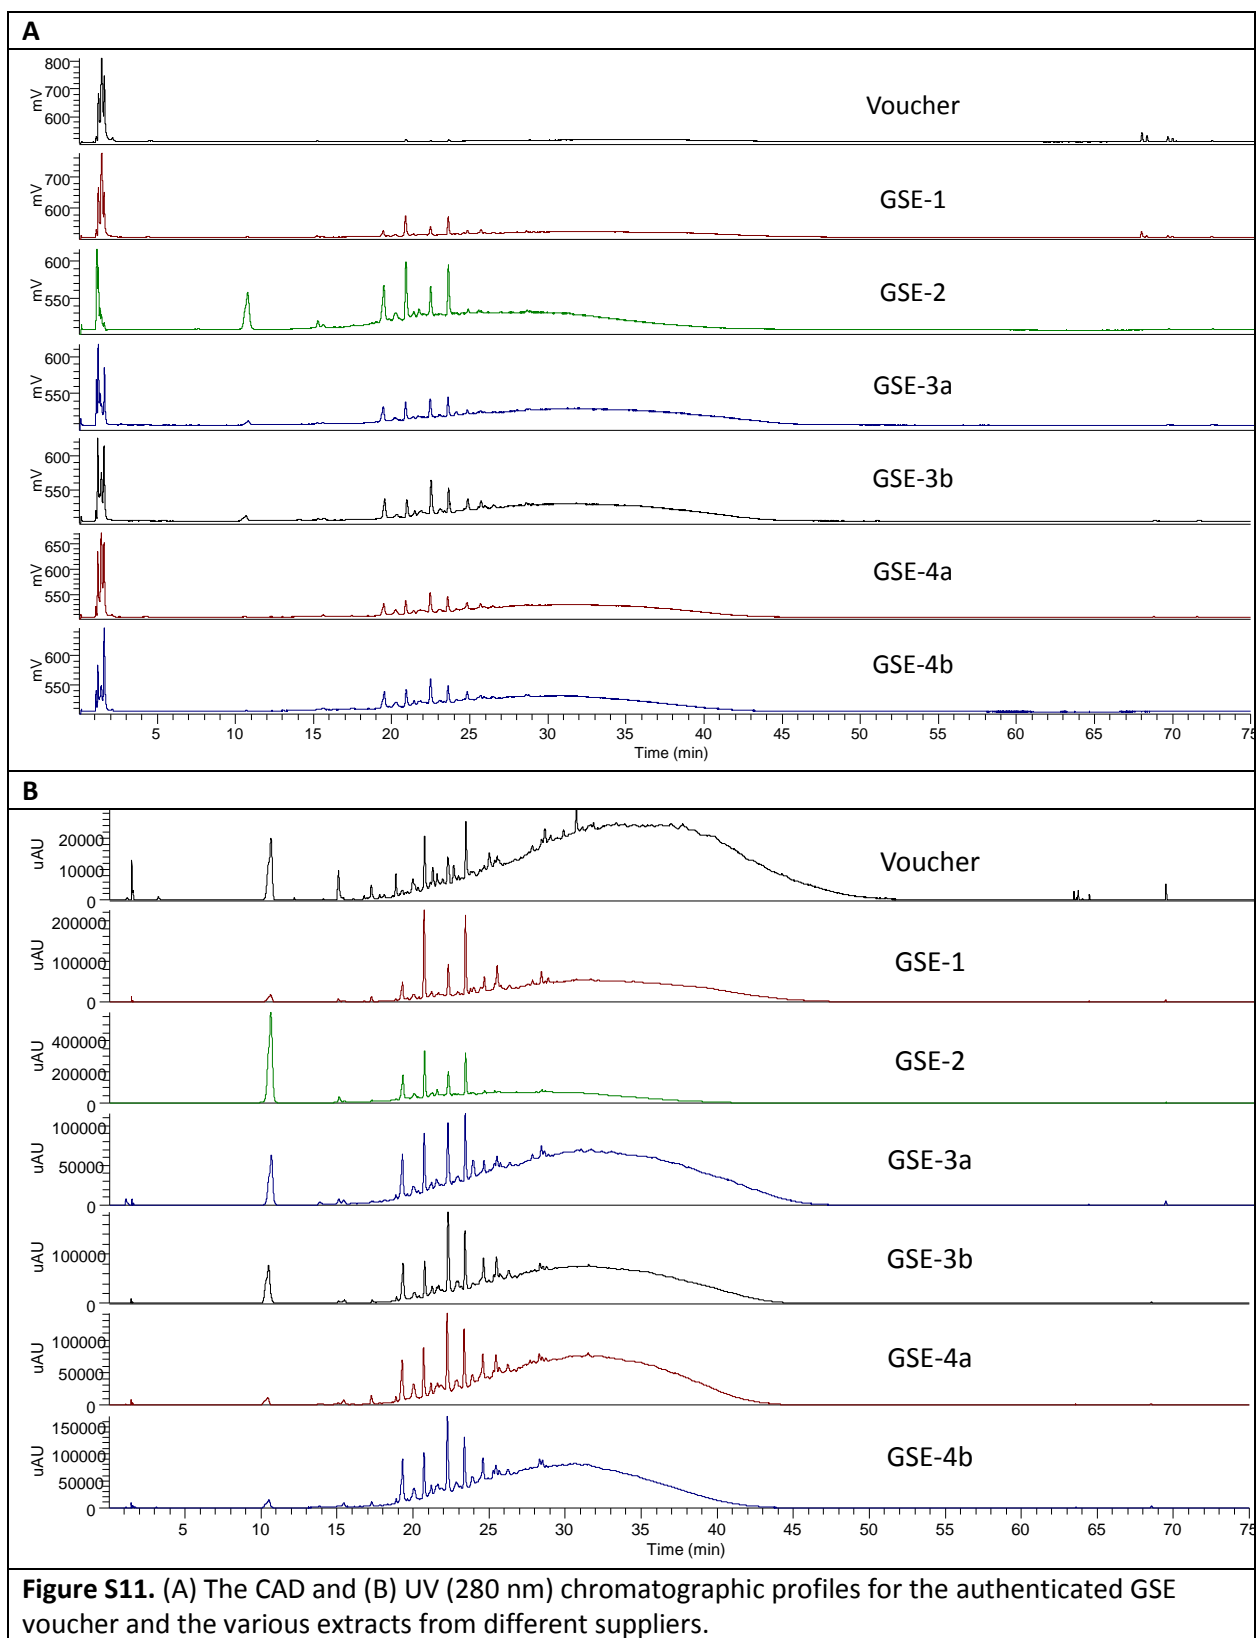 A
800
700
600
mV
Voucher
700
600
mV
GSE-1
600
550
mV
GSE-2
600
550
mV
GSE-3a
600
550
mV
GSE-3b
650
600
550
mV
GSE-4a
600
550
mV
GSE-4b
5 10 15 20 25 30 35 40 45 50 55 60 65 70 75
Time (min)
B
20000
10000
0
uAU
Voucher
200000
100000
0
uAU
GSE-1
400000
200000
0
uAU
GSE-2
100000
50000
0
uAU
GSE-3a
100000
0
uAU
GSE-3b
100000
50000
0
uAU
GSE-4a
150000
100000
50000
0
uAU
GSE-4b
5 10 15 20 25 30 35 40 45 50 55 60 65 70 75
Time (min)
Figure S11. (A) The CAD and (B) UV (280 nm) chromatographic profiles for the authenticated GSE
voucher and the various extracts from different suppliers.